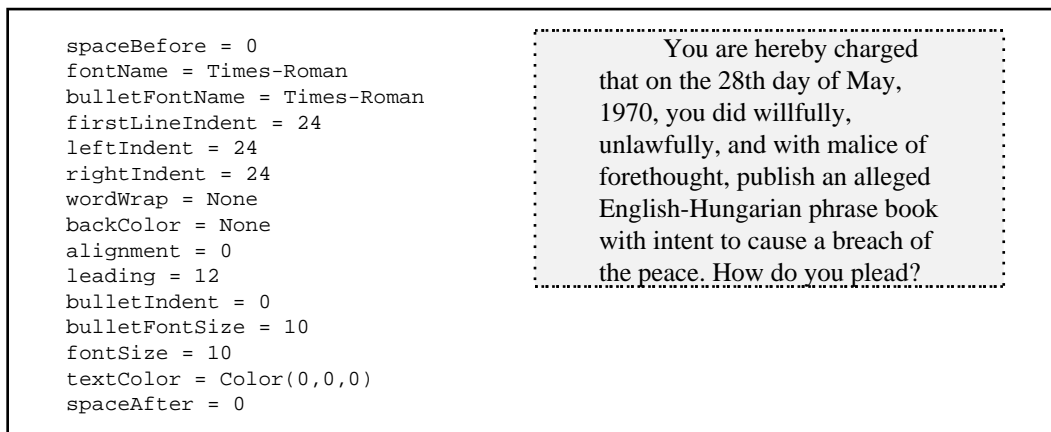 spaceBefore = 0
fontName = Times-Roman
bulletFontName = Times-Roman
firstLineIndent = 24
leftIndent = 24
rightIndent = 24
wordWrap = None
backColor = None
alignment = 0
leading = 12
bulletIndent = 0
bulletFontSize = 10
fontSize = 10
textColor = Color(0,0,0)
spaceAfter = 0
You are hereby charged
that on the 28th day of May,
1970, you did willfully,
unlawfully, and with malice of
forethought, publish an alleged
English-Hungarian phrase book
with intent to cause a breach of
the peace. How do you plead?